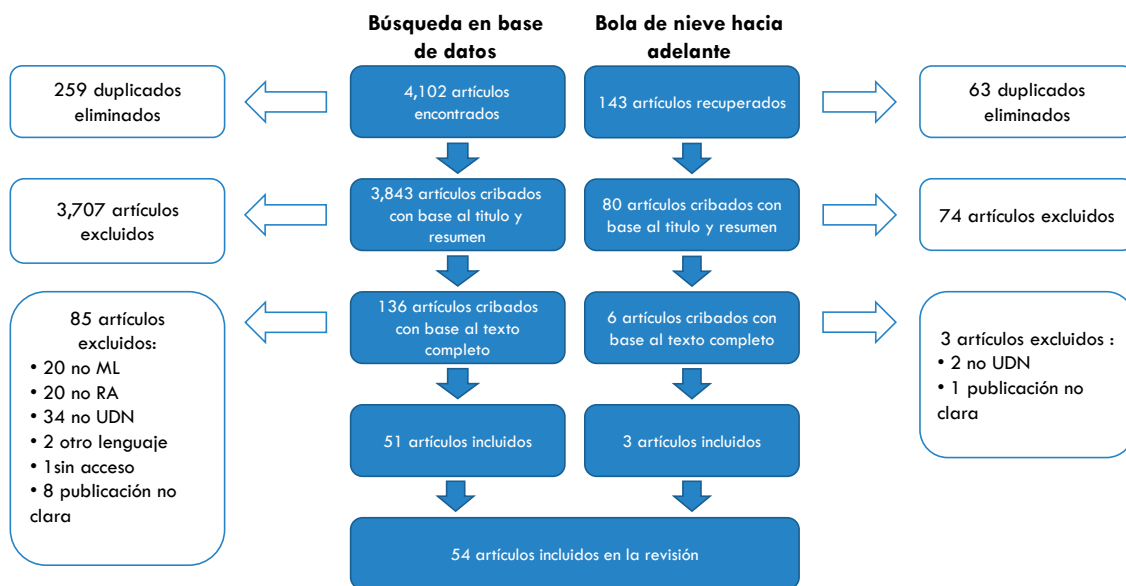 Búsqueda en base
de datos
Bola de nieve hacia
adelante
259 duplicados
eliminados
4,102 artículos
encontrados
143 artículos recuperados
63 duplicados
eliminados
3,707 artículos
excluidos
3,843 artículos cribados
con base al titulo y
resumen
80 artículos cribados con
base al titulo y resumen
74 artículos excluidos
85 artículos
excluidos:
• 20 no ML
• 20 no RA
• 34 no UDN
• 2 otro lenguaje
• 1sin acceso
• 8 publicación no
clara
136 artículos cribados
con base al texto
completo
6 artículos cribados con
base al texto completo
3 artículos excluidos :
• 2 no UDN
• 1 publicación no
clara
51 artículos incluidos
3 artículos incluidos
54 artículos incluidos en la revisión